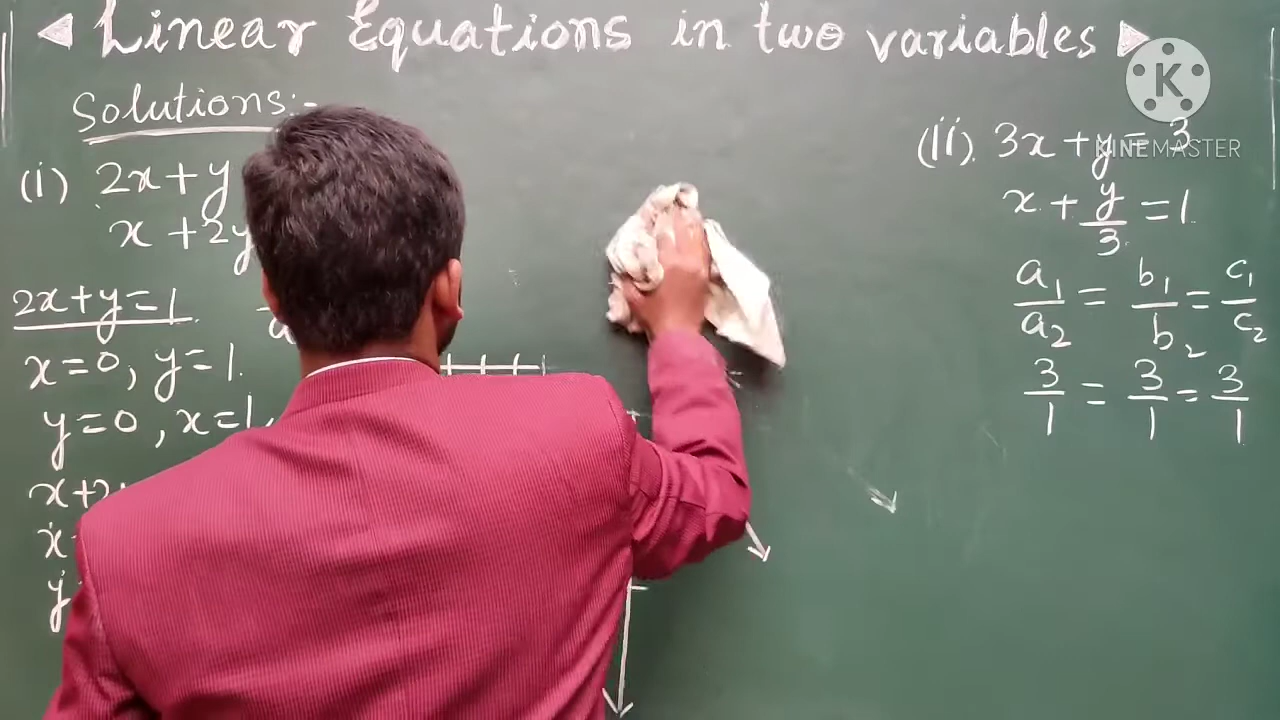 Linear Equations in two variables
Solutions:-
(i) 2x+y
x+2y
2x+y=1
x=0, y=1.
y=0, x=1
x+2y
x
y
(ii). 3x+y=3
x+y/3=1
a₁/a₂ = b₁/b₂ = c₁/c₂
3/1 = 3/1 = 3/1
K
KINEMASTER